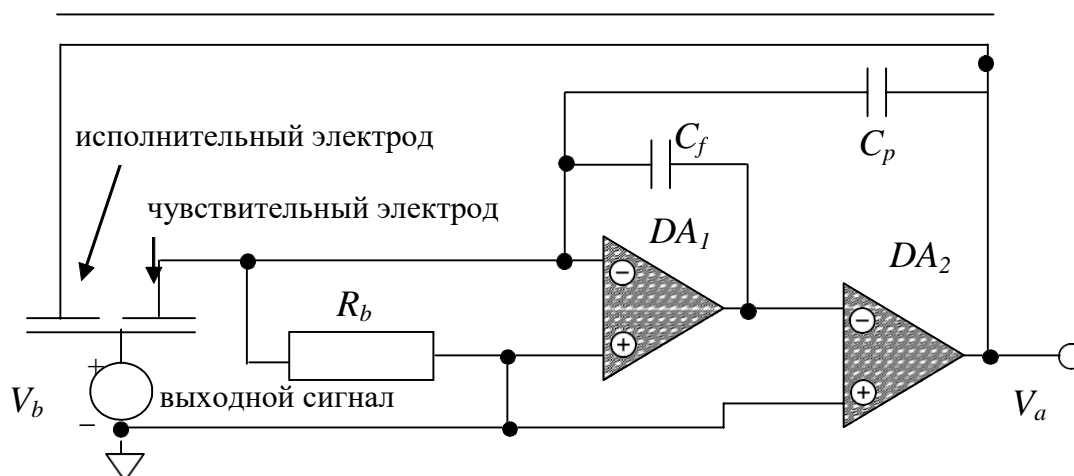 исполнительный электрод
C_f
C_p
чувствительный электрод
DA_1
DA_2
−
R_b
−
+
+
V_b
выходной сигнал
−
+
V_a